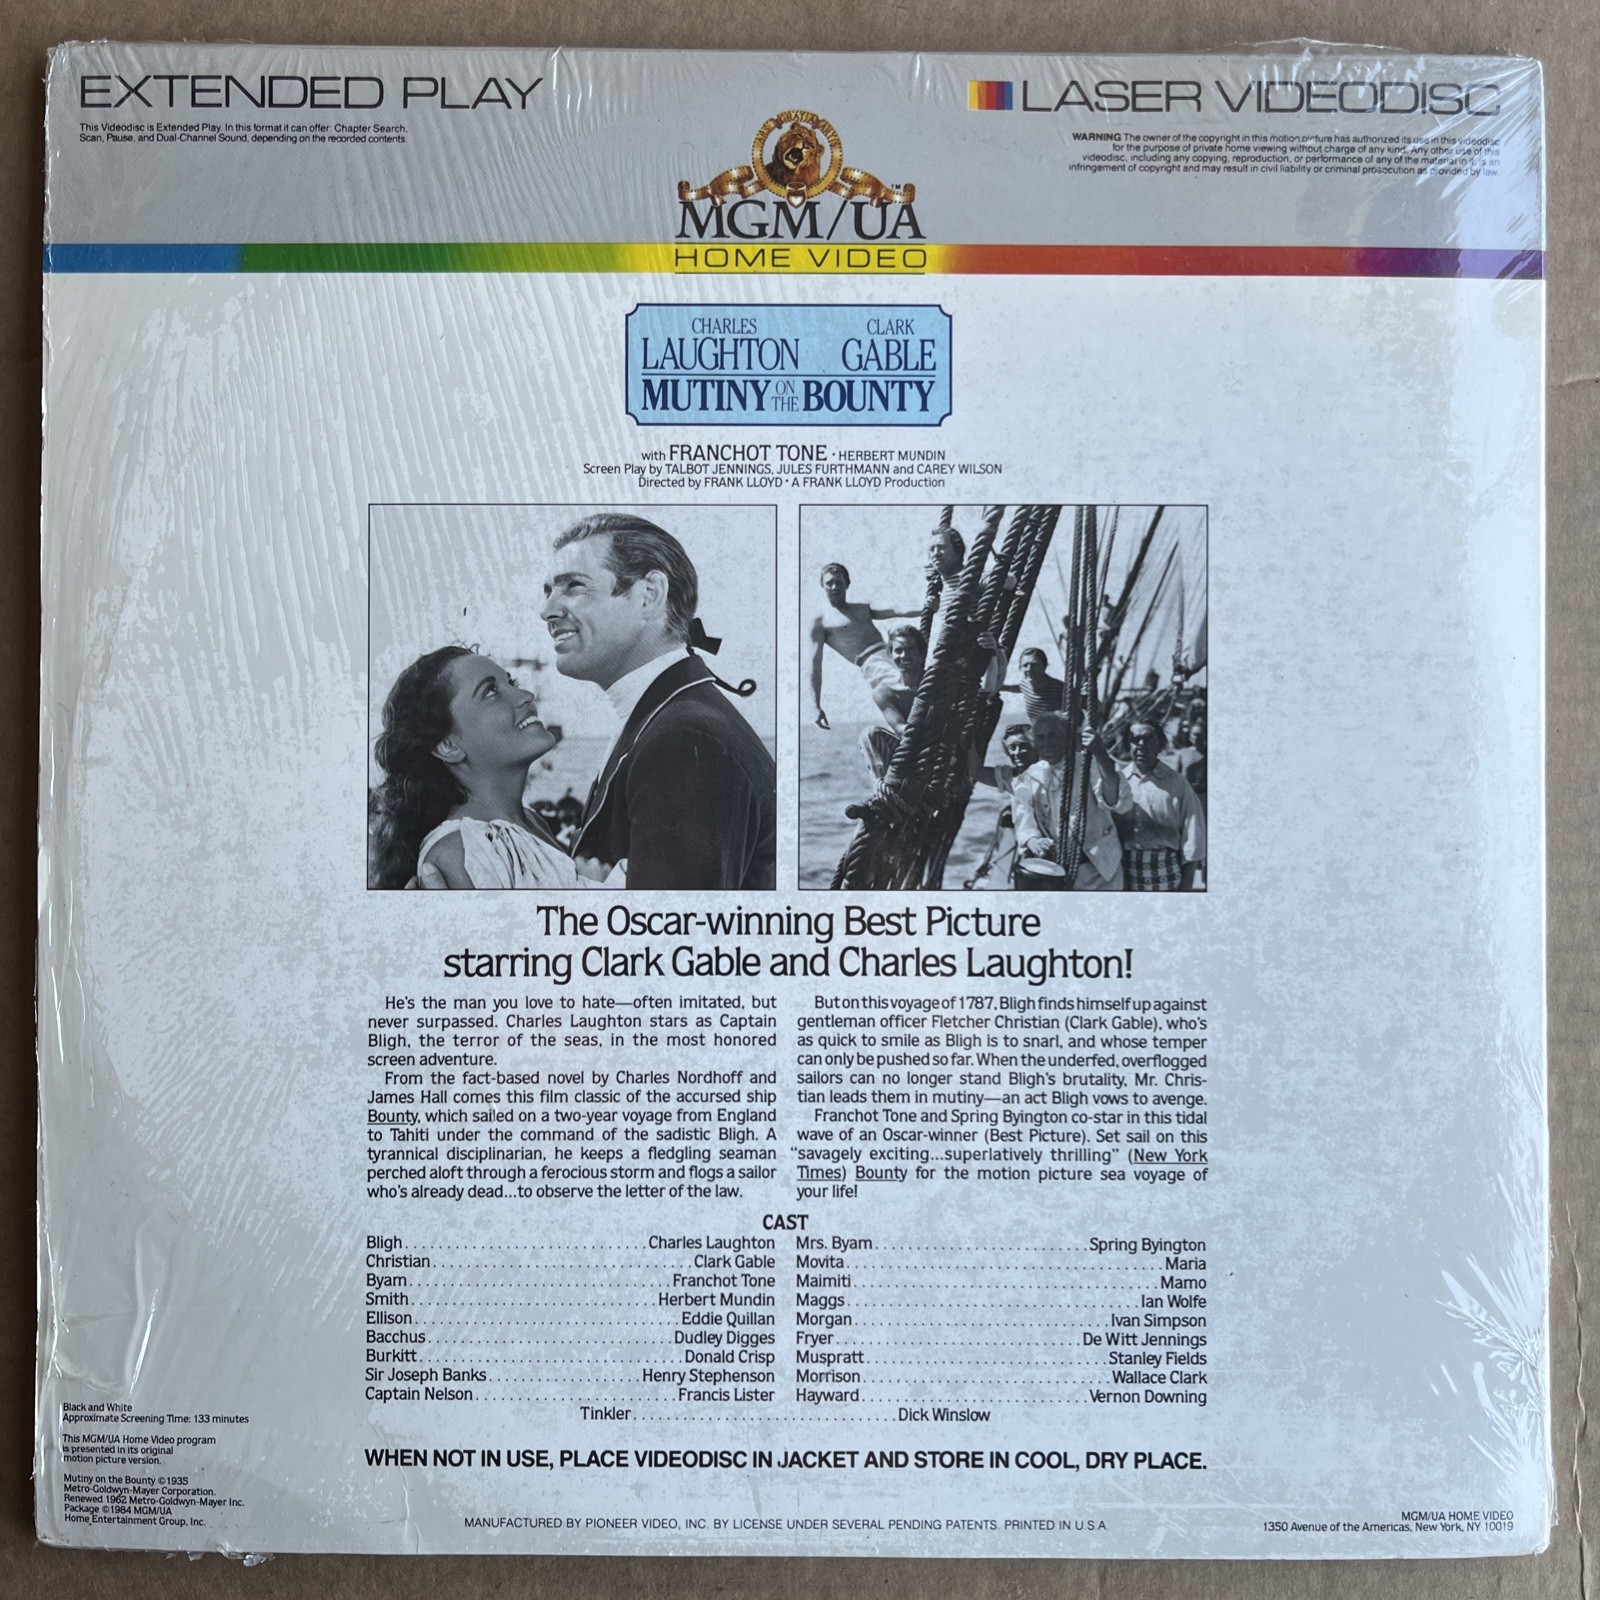 EXTENDED PLAY
This Videodisc is Extended Play. In this format it can offer: Chapter Search,
Scan, Pause, and Dual-Channel Sound, depending on the recorded contents.
LASER VIDEODISC
WARNING The owner of the copyright in this motion picture has authorized its use in this videodisc
for the purpose of private home viewing without charge of any kind. Any other use of this
videodisc, including any copying, reproduction, or performance of any of the material in it is an
infringement of copyright and may result in civil liability or criminal prosecution as provided by law.
MGM/UA
HOME VIDEO
CHARLES CLARK
LAUGHTON GABLE
MUTINY ON THE BOUNTY
with FRANCHOT TONE · HERBERT MUNDIN
Screen Play by TALBOT JENNINGS, JULES FURTHMANN and CAREY WILSON
Directed by FRANK LLOYD · A FRANK LLOYD Production
The Oscar-winning Best Picture
starring Clark Gable and Charles Laughton!
He's the man you love to hate—often imitated, but
never surpassed. Charles Laughton stars as Captain
Bligh, the terror of the seas, in the most honored
screen adventure.
From the fact-based novel by Charles Nordhoff and
James Hall comes this film classic of the accursed ship
Bounty, which sailed on a two-year voyage from England
to Tahiti under the command of the sadistic Bligh. A
tyrannical disciplinarian, he keeps a fledgling seaman
perched aloft through a ferocious storm and flogs a sailor
who's already dead...to observe the letter of the law.
But on this voyage of 1787, Bligh finds himself up against
gentleman officer Fletcher Christian (Clark Gable), who's
as quick to smile as Bligh is to snarl, and whose temper
can only be pushed so far. When the underfed, overflogged
sailors can no longer stand Bligh's brutality, Mr. Chris-
tian leads them in mutiny—an act Bligh vows to avenge.
Franchot Tone and Spring Byington co-star in this tidal
wave of an Oscar-winner (Best Picture). Set sail on this
"savagely exciting...superlatively thrilling" (New York
Times) Bounty for the motion picture sea voyage of
your life!
CAST
Bligh Charles Laughton
Christian Clark Gable
Byam Franchot Tone
Smith Herbert Mundin
Ellison Eddie Quillan
Bacchus Dudley Digges
Burkitt Donald Crisp
Sir Joseph Banks Henry Stephenson
Captain Nelson Francis Lister
Mrs. Byam Spring Byington
Movita Maria
Maimiti Mamo
Maggs Ian Wolfe
Morgan Ivan Simpson
Fryer De Witt Jennings
Muspratt Stanley Fields
Morrison Wallace Clark
Hayward Vernon Downing
Tinkler Dick Winslow
Black and White
Approximate Screening Time: 133 minutes
This MGM/UA Home Video program
is presented in its original
motion picture version.
Mutiny on the Bounty ©1935
Metro-Goldwyn-Mayer Corporation.
Renewed 1962 Metro-Goldwyn-Mayer Inc.
Package ©1984 MGM/UA
Home Entertainment Group, Inc.
WHEN NOT IN USE, PLACE VIDEODISC IN JACKET AND STORE IN COOL, DRY PLACE.
MANUFACTURED BY PIONEER VIDEO, INC. BY LICENSE UNDER SEVERAL PENDING PATENTS. PRINTED IN U.S.A.
MGM/UA HOME VIDEO
1350 Avenue of the Americas, New York, NY 10019